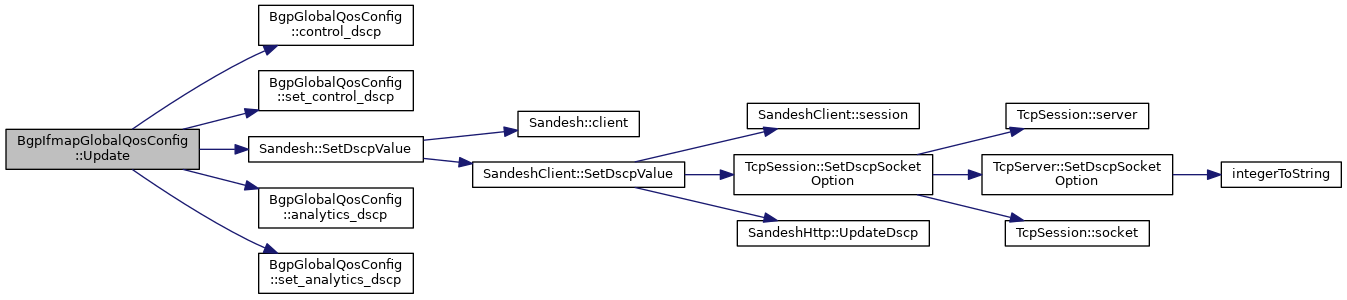 BgpIfmapGlobalQosConfig
::Update
BgpGlobalQosConfig
::control_dscp
BgpGlobalQosConfig
::set_control_dscp
Sandesh::SetDscpValue
BgpGlobalQosConfig
::analytics_dscp
BgpGlobalQosConfig
::set_analytics_dscp
Sandesh::client
SandeshClient::SetDscpValue
SandeshClient::session
TcpSession::SetDscpSocket
Option
SandeshHttp::UpdateDscp
TcpSession::server
TcpServer::SetDscpSocket
Option
TcpSession::socket
integerToString